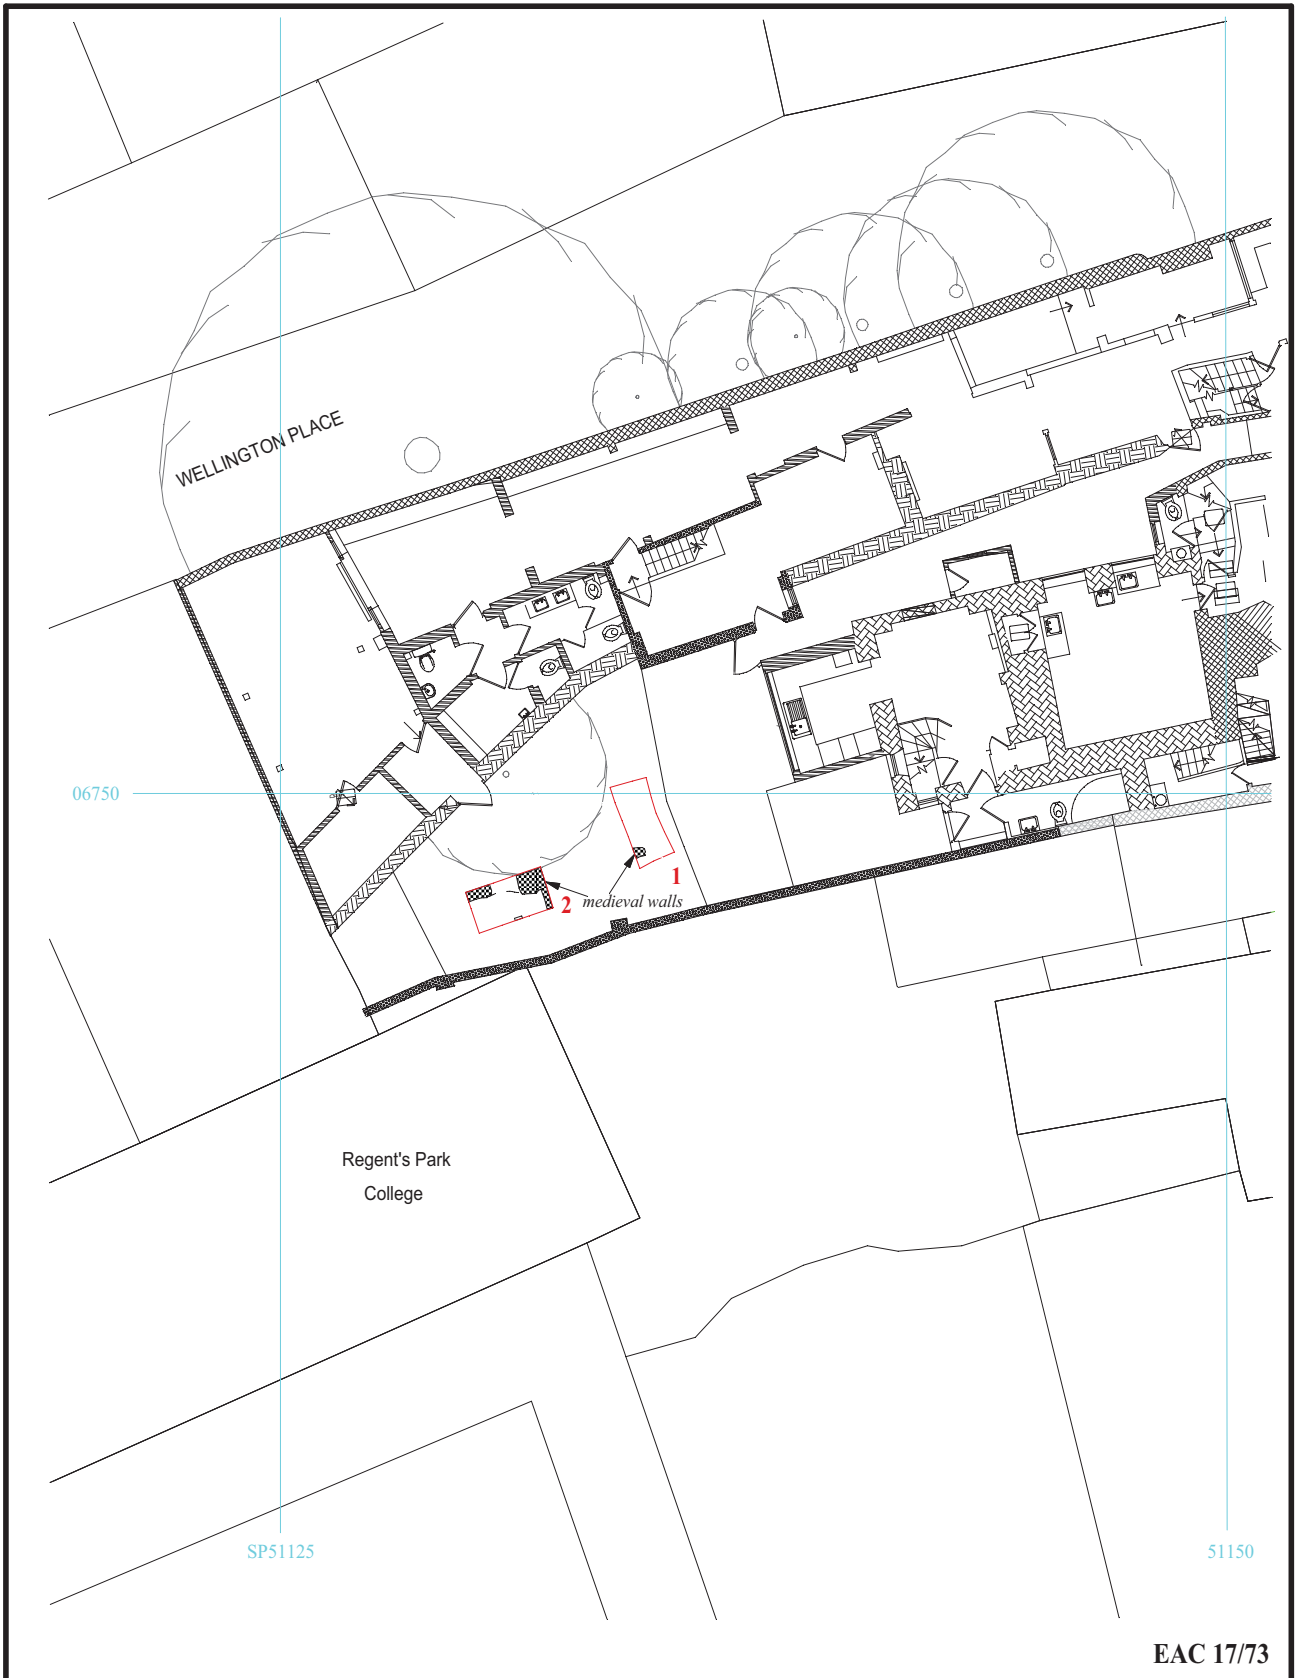 WELLINGTON PLACE
06750
1
2
medieval walls
Regent's Park
College
SP51125
51150
EAC 17/73